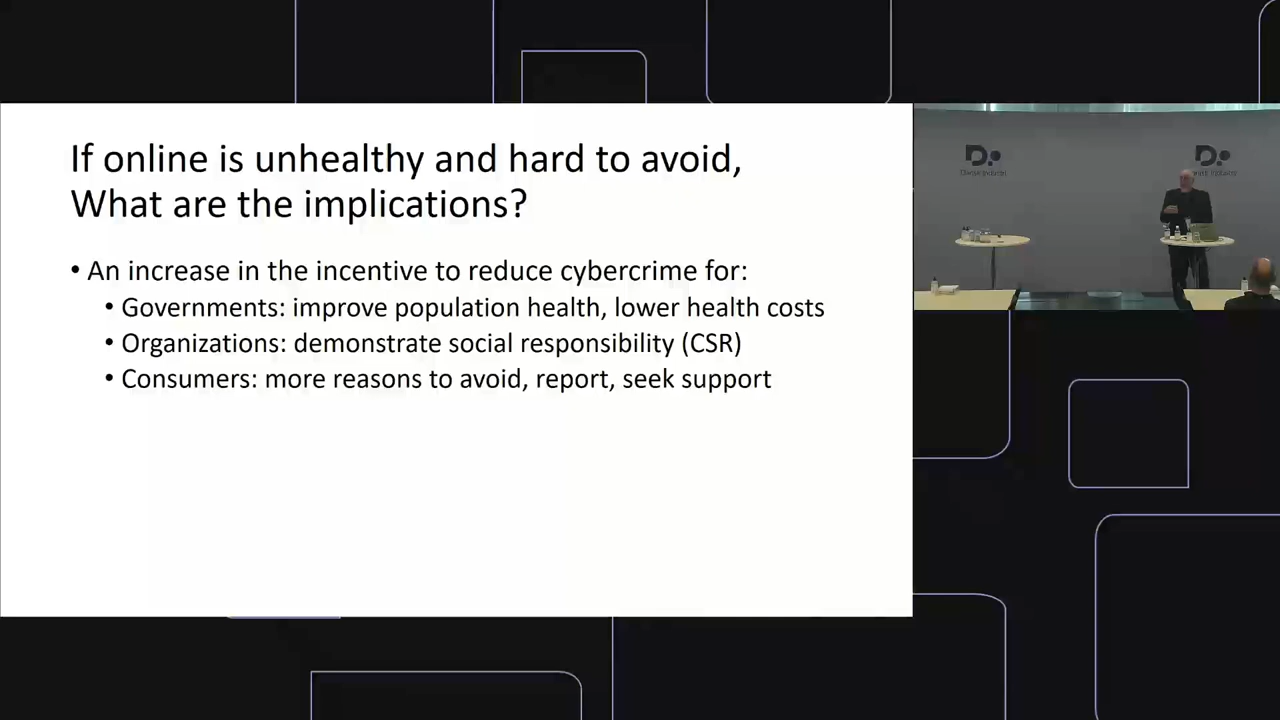 If online is unhealthy and hard to avoid,
What are the implications?
• An increase in the incentive to reduce cybercrime for:
• Governments: improve population health, lower health costs
• Organizations: demonstrate social responsibility (CSR)
• Consumers: more reasons to avoid, report, seek support
D.
D.